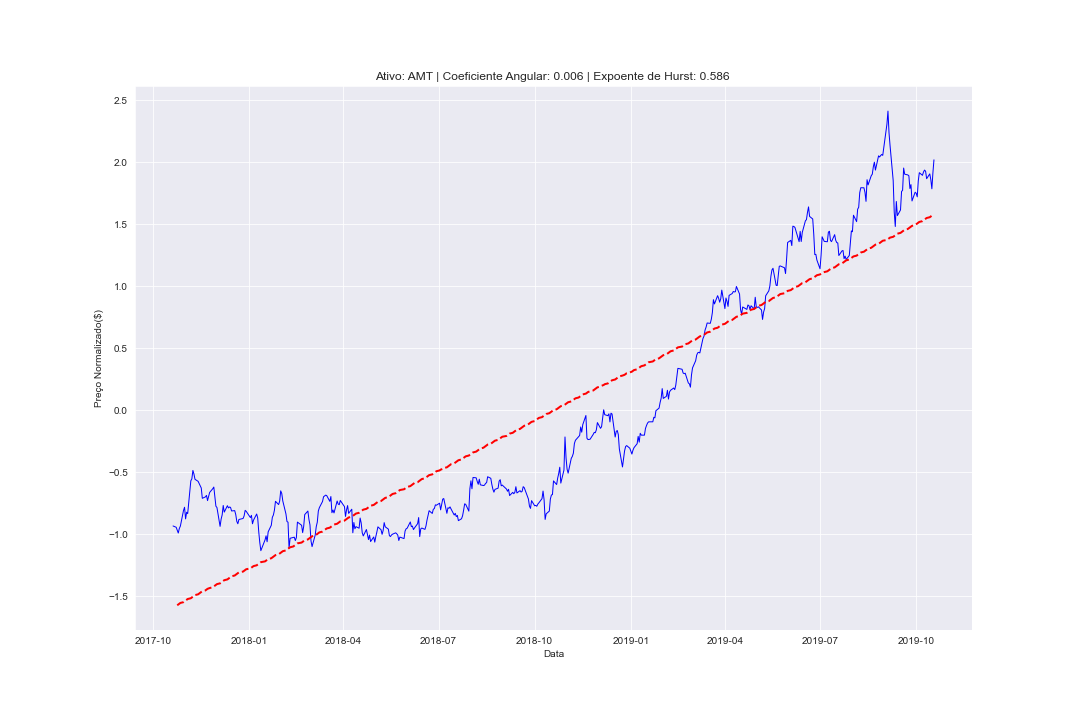 Ativo: AMT | Coeficiente Angular: 0.006 | Expoente de Hurst: 0.586
2.5
2.0
1.5
1.0
0.5
0.0
−0.5
−1.0
−1.5
Preço Normalizado($)
2017-10 2018-01 2018-04 2018-07 2018-10 2019-01 2019-04 2019-07 2019-10
Data